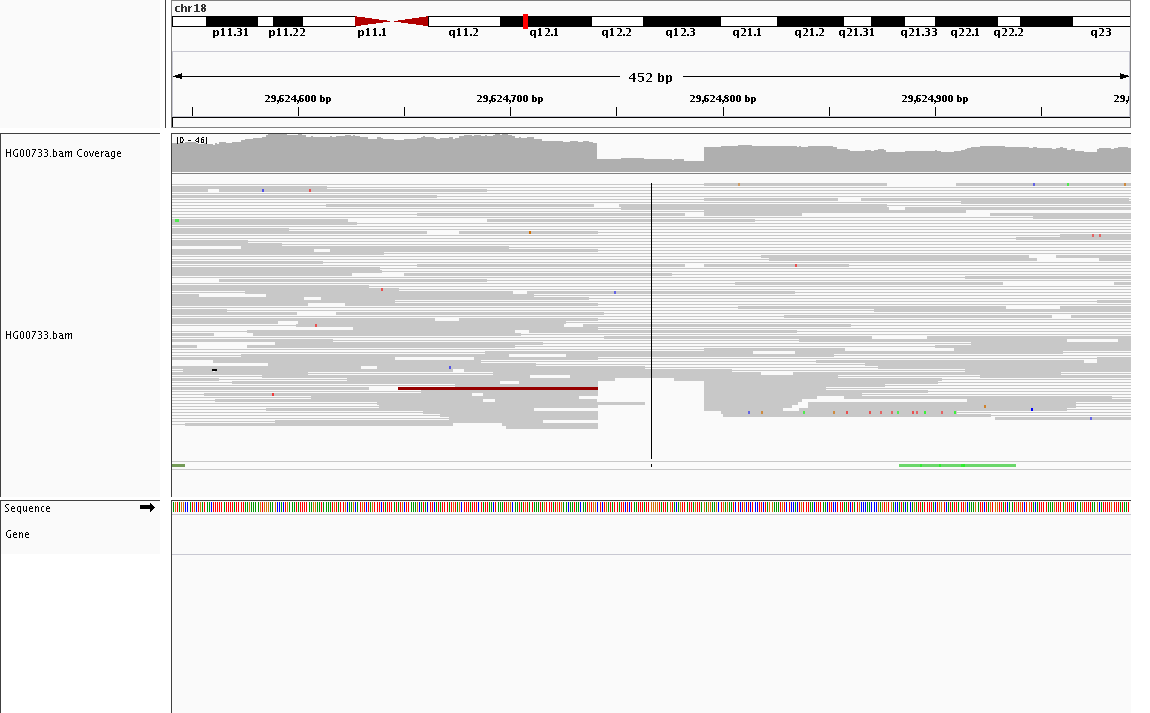 chr18
p11.31 p11.22 p11.1 q11.2 q12.1 q12.2 q12.3 q21.1 q21.2 q21.31 q21.33 q22.1 q22.2 q23
452 bp
29,624,600 bp 29,624,700 bp 29,624,800 bp 29,624,900 bp
[0 - 46]
HG00733.bam Coverage
HG00733.bam
Sequence
Gene